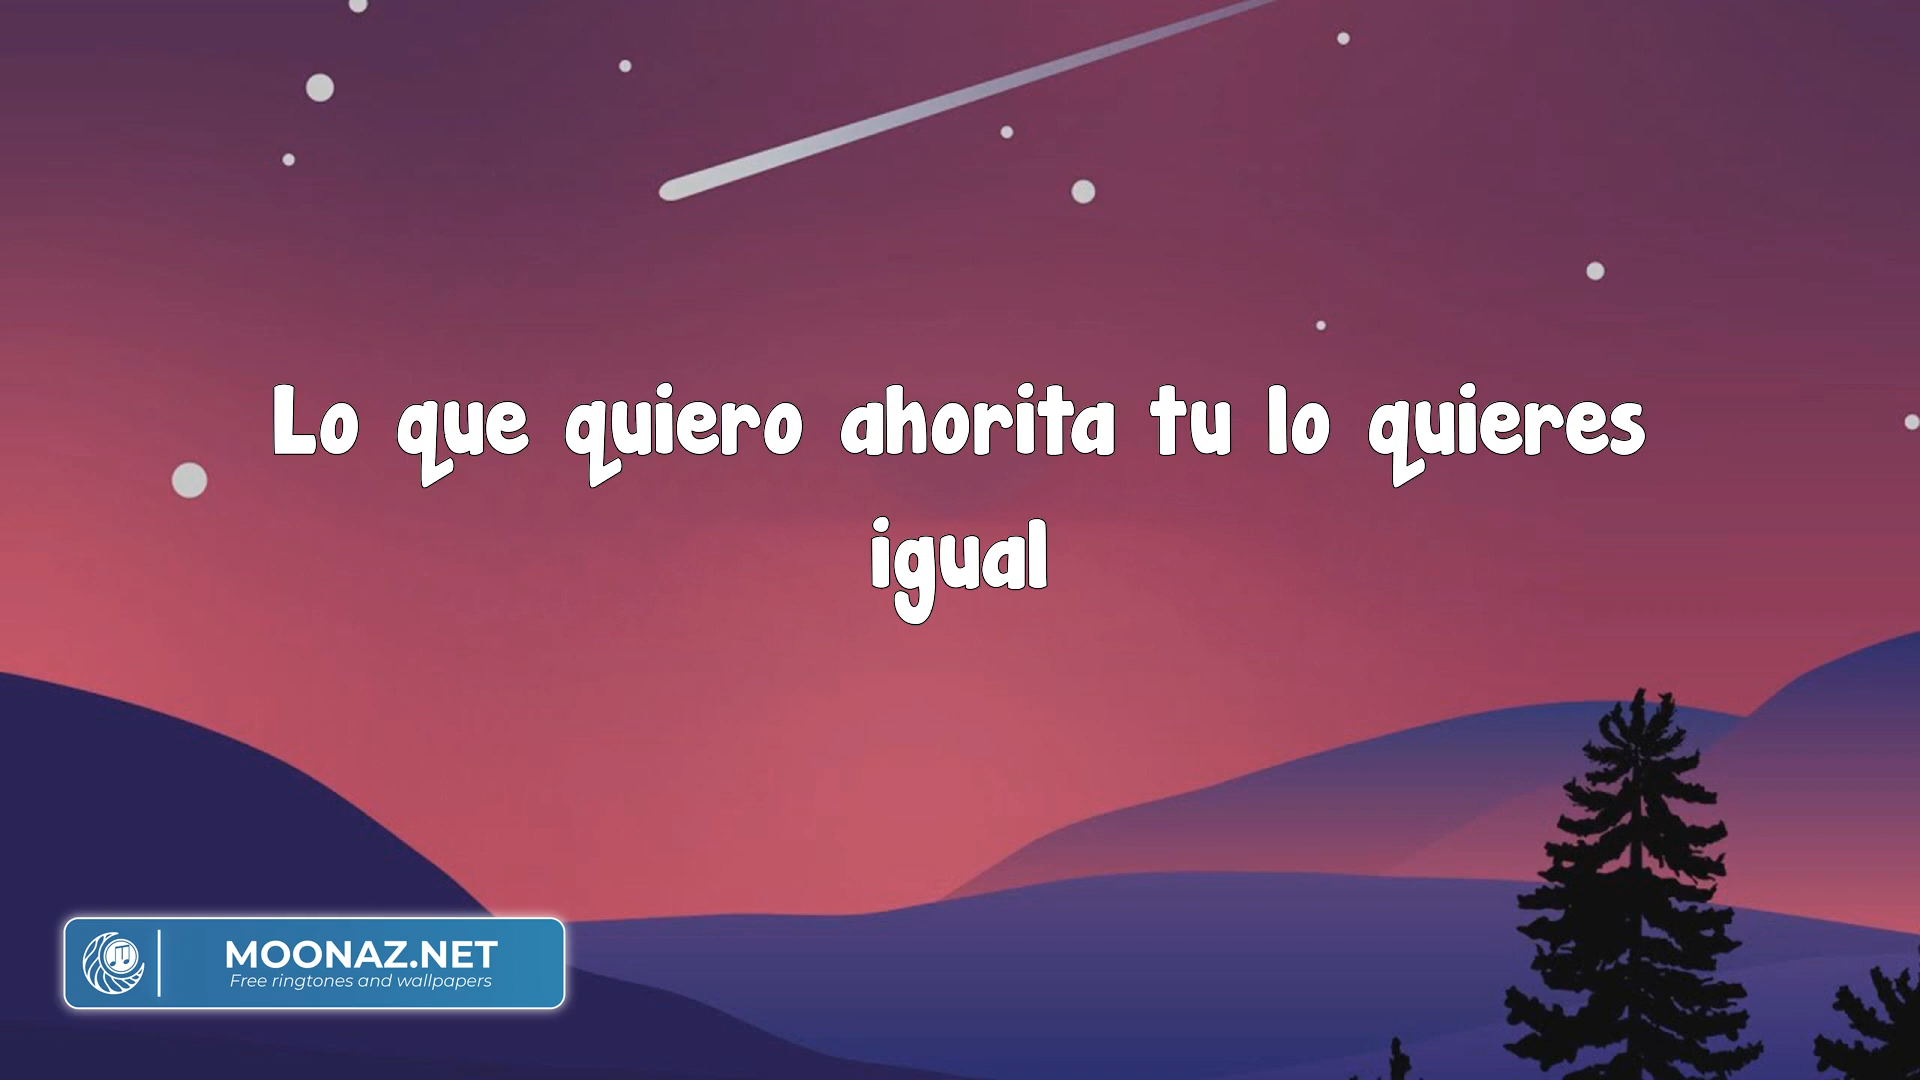 Lo que quiero ahorita tu lo quieres
igual
MOONAZ.NET
Free ringtones and wallpapers